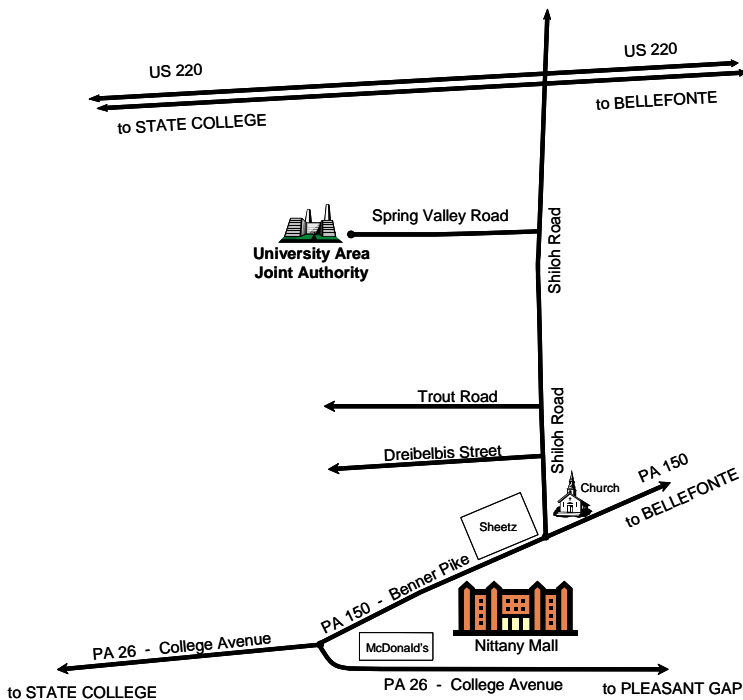 US 220
US 220
to STATE COLLEGE
to BELLEFONTE
Spring Valley Road
Shiloh Road
University Area
Joint Authority
Trout Road
Shiloh Road
Dreibelbis Street
PA 150
Church
to BELLEFONTE
Sheetz
PA 150 - Benner Pike
Nittany Mall
PA 26 - College Avenue
McDonald's
to STATE COLLEGE
PA 26 - College Avenue
to PLEASANT GAP